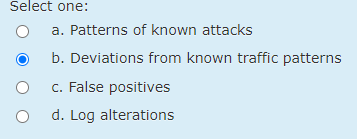 Select one:
a. Patterns of known attacks
b. Deviations from known traffic patterns
c. False positives
d. Log alterations